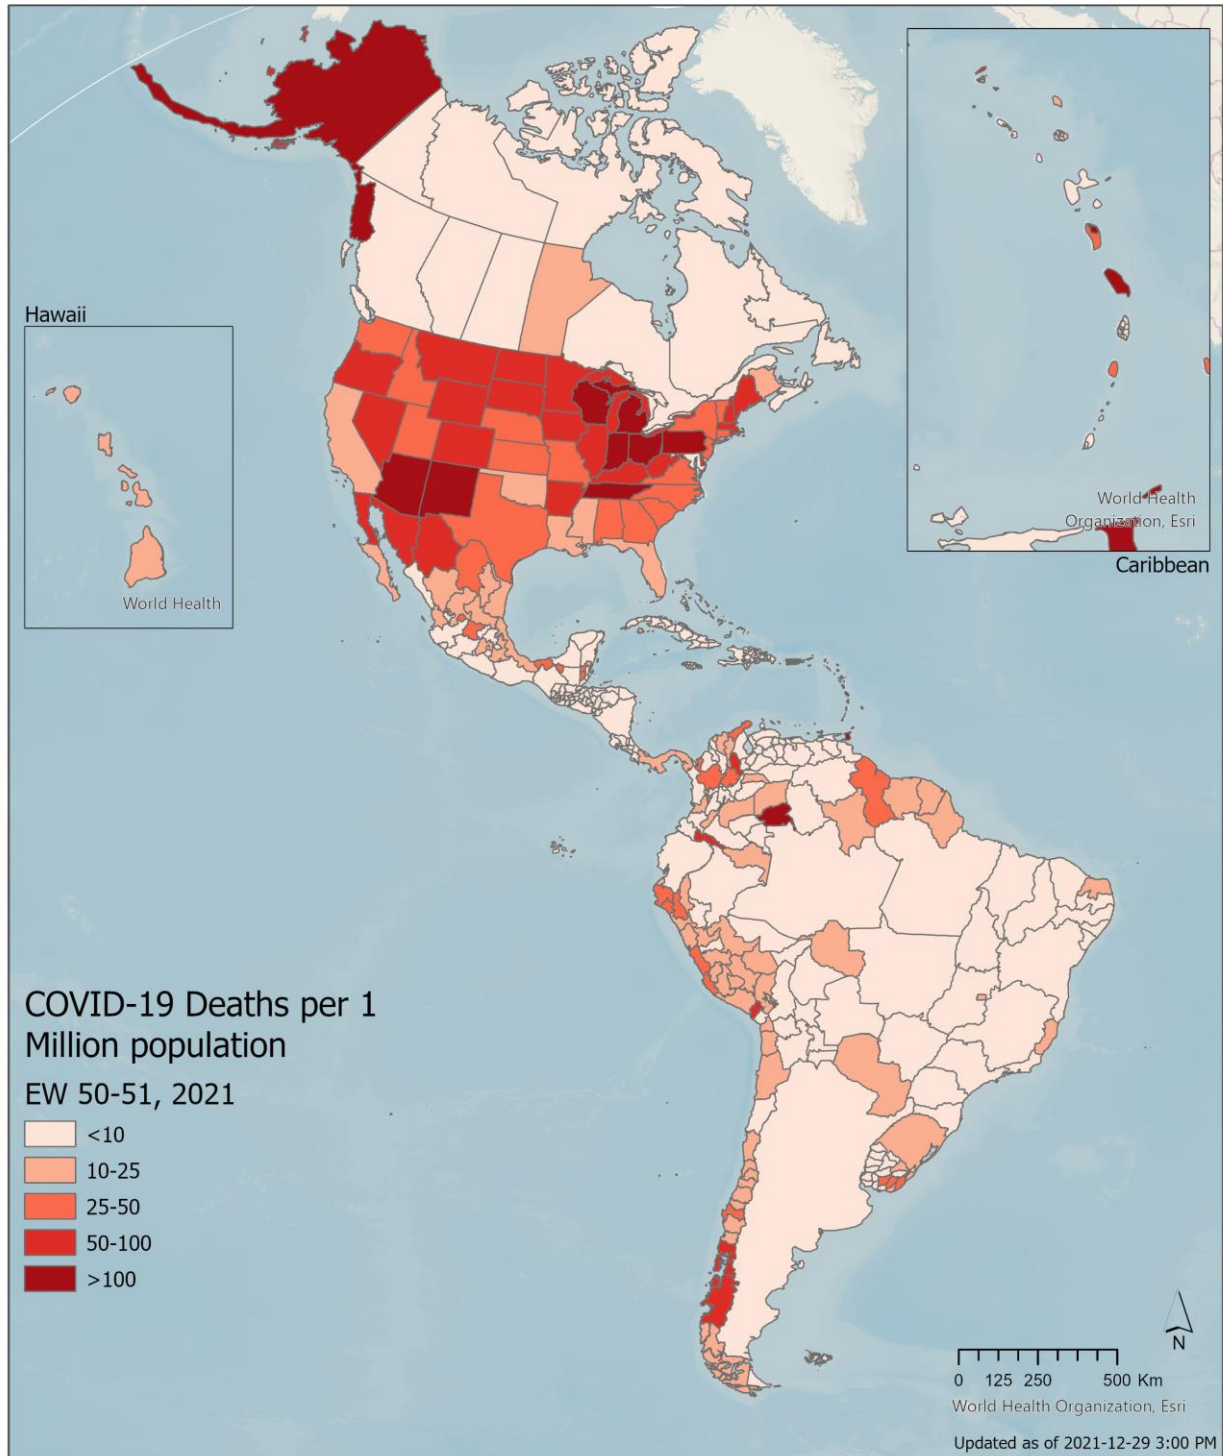 Hawaii
World Health
World Health
Organization, Esri
Caribbean
COVID-19 Deaths per 1
Million population
EW 50-51, 2021
<10
10-25
25-50
50-100
>100
N
0 125 250 500 Km
World Health Organization, Esri
Updated as of 2021-12-29 3:00 PM